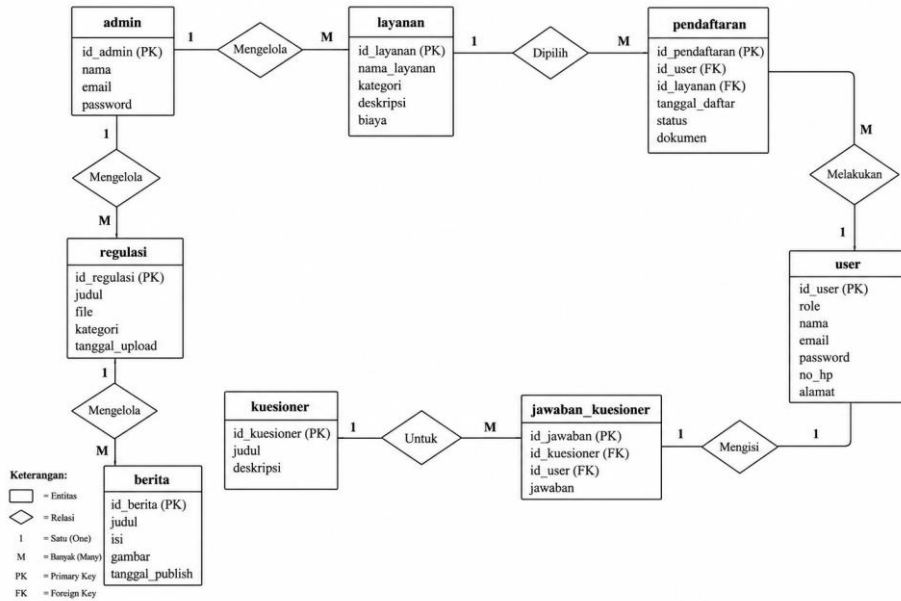 admin
id_admin (PK)
nama
email
password
1
Mengelola
M
layanan
id_layanan (PK)
nama_layanan
kategori
deskripsi
biaya
1
Dipilih
M
pendaftaran
id_pendaftaran (PK)
id_user (FK)
id_layanan (FK)
tanggal_daftar
status
dokumen
M
Melakukan
1
user
id_user (PK)
role
nama
email
password
no_hp
alamat
1
Mengelola
M
regulasi
id_regulasi (PK)
judul
file
kategori
tanggal_upload
1
Mengelola
M
berita
id_berita (PK)
judul
isi
gambar
tanggal_publish
kuesioner
id_kuesioner (PK)
judul
deskripsi
1
Untuk
M
jawaban_kuesioner
id_jawaban (PK)
id_kuesioner (FK)
id_user (FK)
jawaban
1
Mengisi
1
Keterangan:
= Entitas
= Relasi
1 = Satu (One)
M = Banyak (Many)
PK = Primary Key
FK = Foreign Key